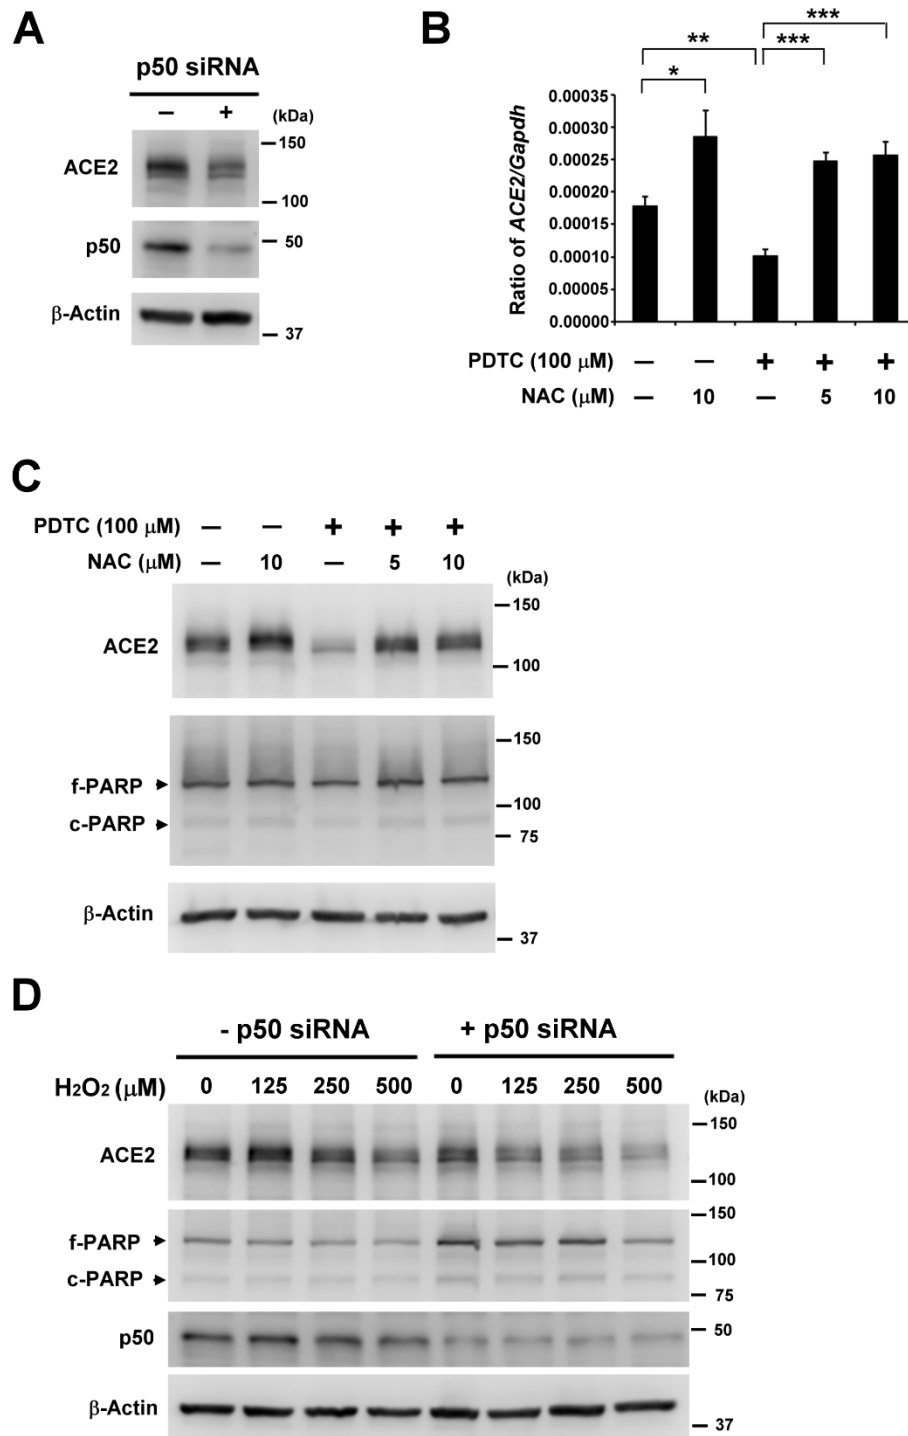 A
p50 siRNA
– + (kDa)
ACE2
150
100
p50
50
β-Actin
37
B
***
** ***
*
Ratio of ACE2/Gapdh
0.00035
0.00030
0.00025
0.00020
0.00015
0.00010
0.00005
0.00000
PDTC (100 μM) – – + + +
NAC (μM) – 10 – 5 10
C
PDTC (100 μM) – – + + +
NAC (μM) – 10 – 5 10
(kDa)
150
ACE2
100
150
f-PARP
100
c-PARP
75
β-Actin
37
D
- p50 siRNA + p50 siRNA
H2O2 (μM) 0 125 250 500 0 125 250 500 (kDa)
150
ACE2
100
150
f-PARP
100
c-PARP
75
p50 50
β-Actin
37